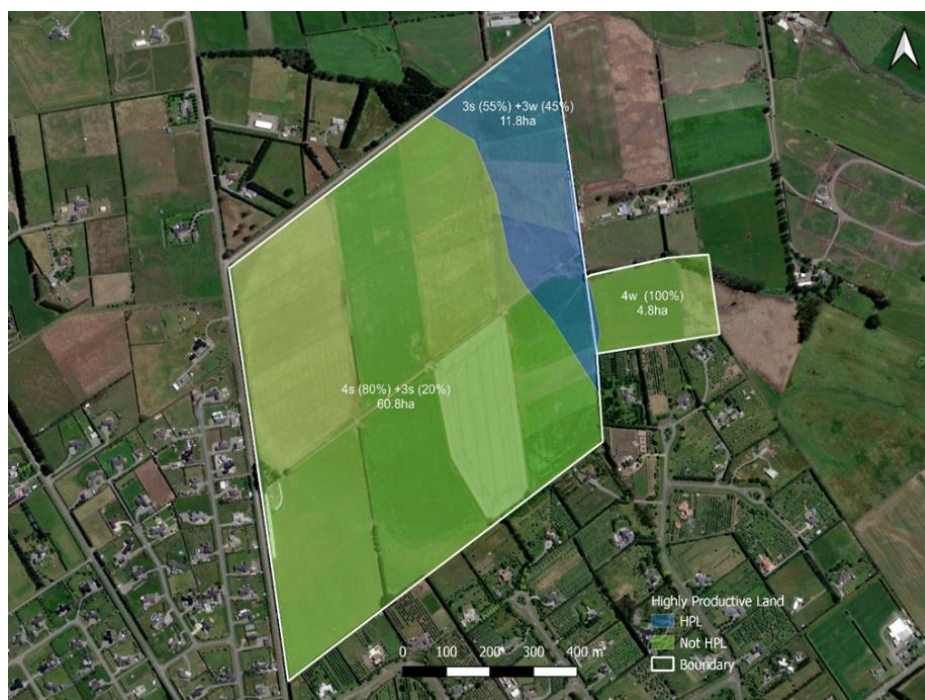 3s (55%) +3w (45%)
11.8ha
4w (100%)
4.8ha
4s (80%) +3s (20%)
60.8ha
Highly Productive Land
HPL
Not HPL
Boundary
0 100 200 300 400 m